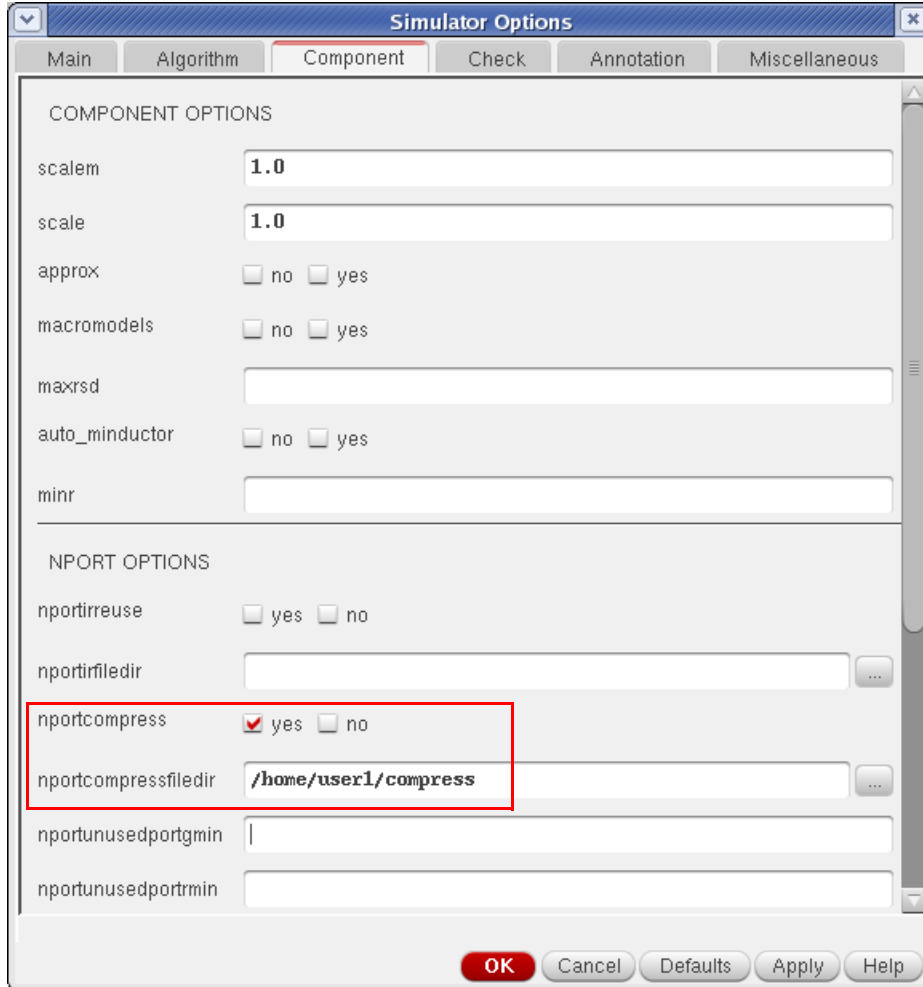 Simulator Options
Main Algorithm Component Check Annotation Miscellaneous
COMPONENT OPTIONS
scalem 1.0
scale 1.0
approx no yes
macromodels no yes
maxrsd
auto_minductor no yes
minr
NPORT OPTIONS
nportirreuse yes no
nportirfiledir ...
nportcompress yes no
nportcompressfiledir /home/user1/compress ...
nportunusedportgmin
nportunusedportrmin
OK Cancel Defaults Apply Help